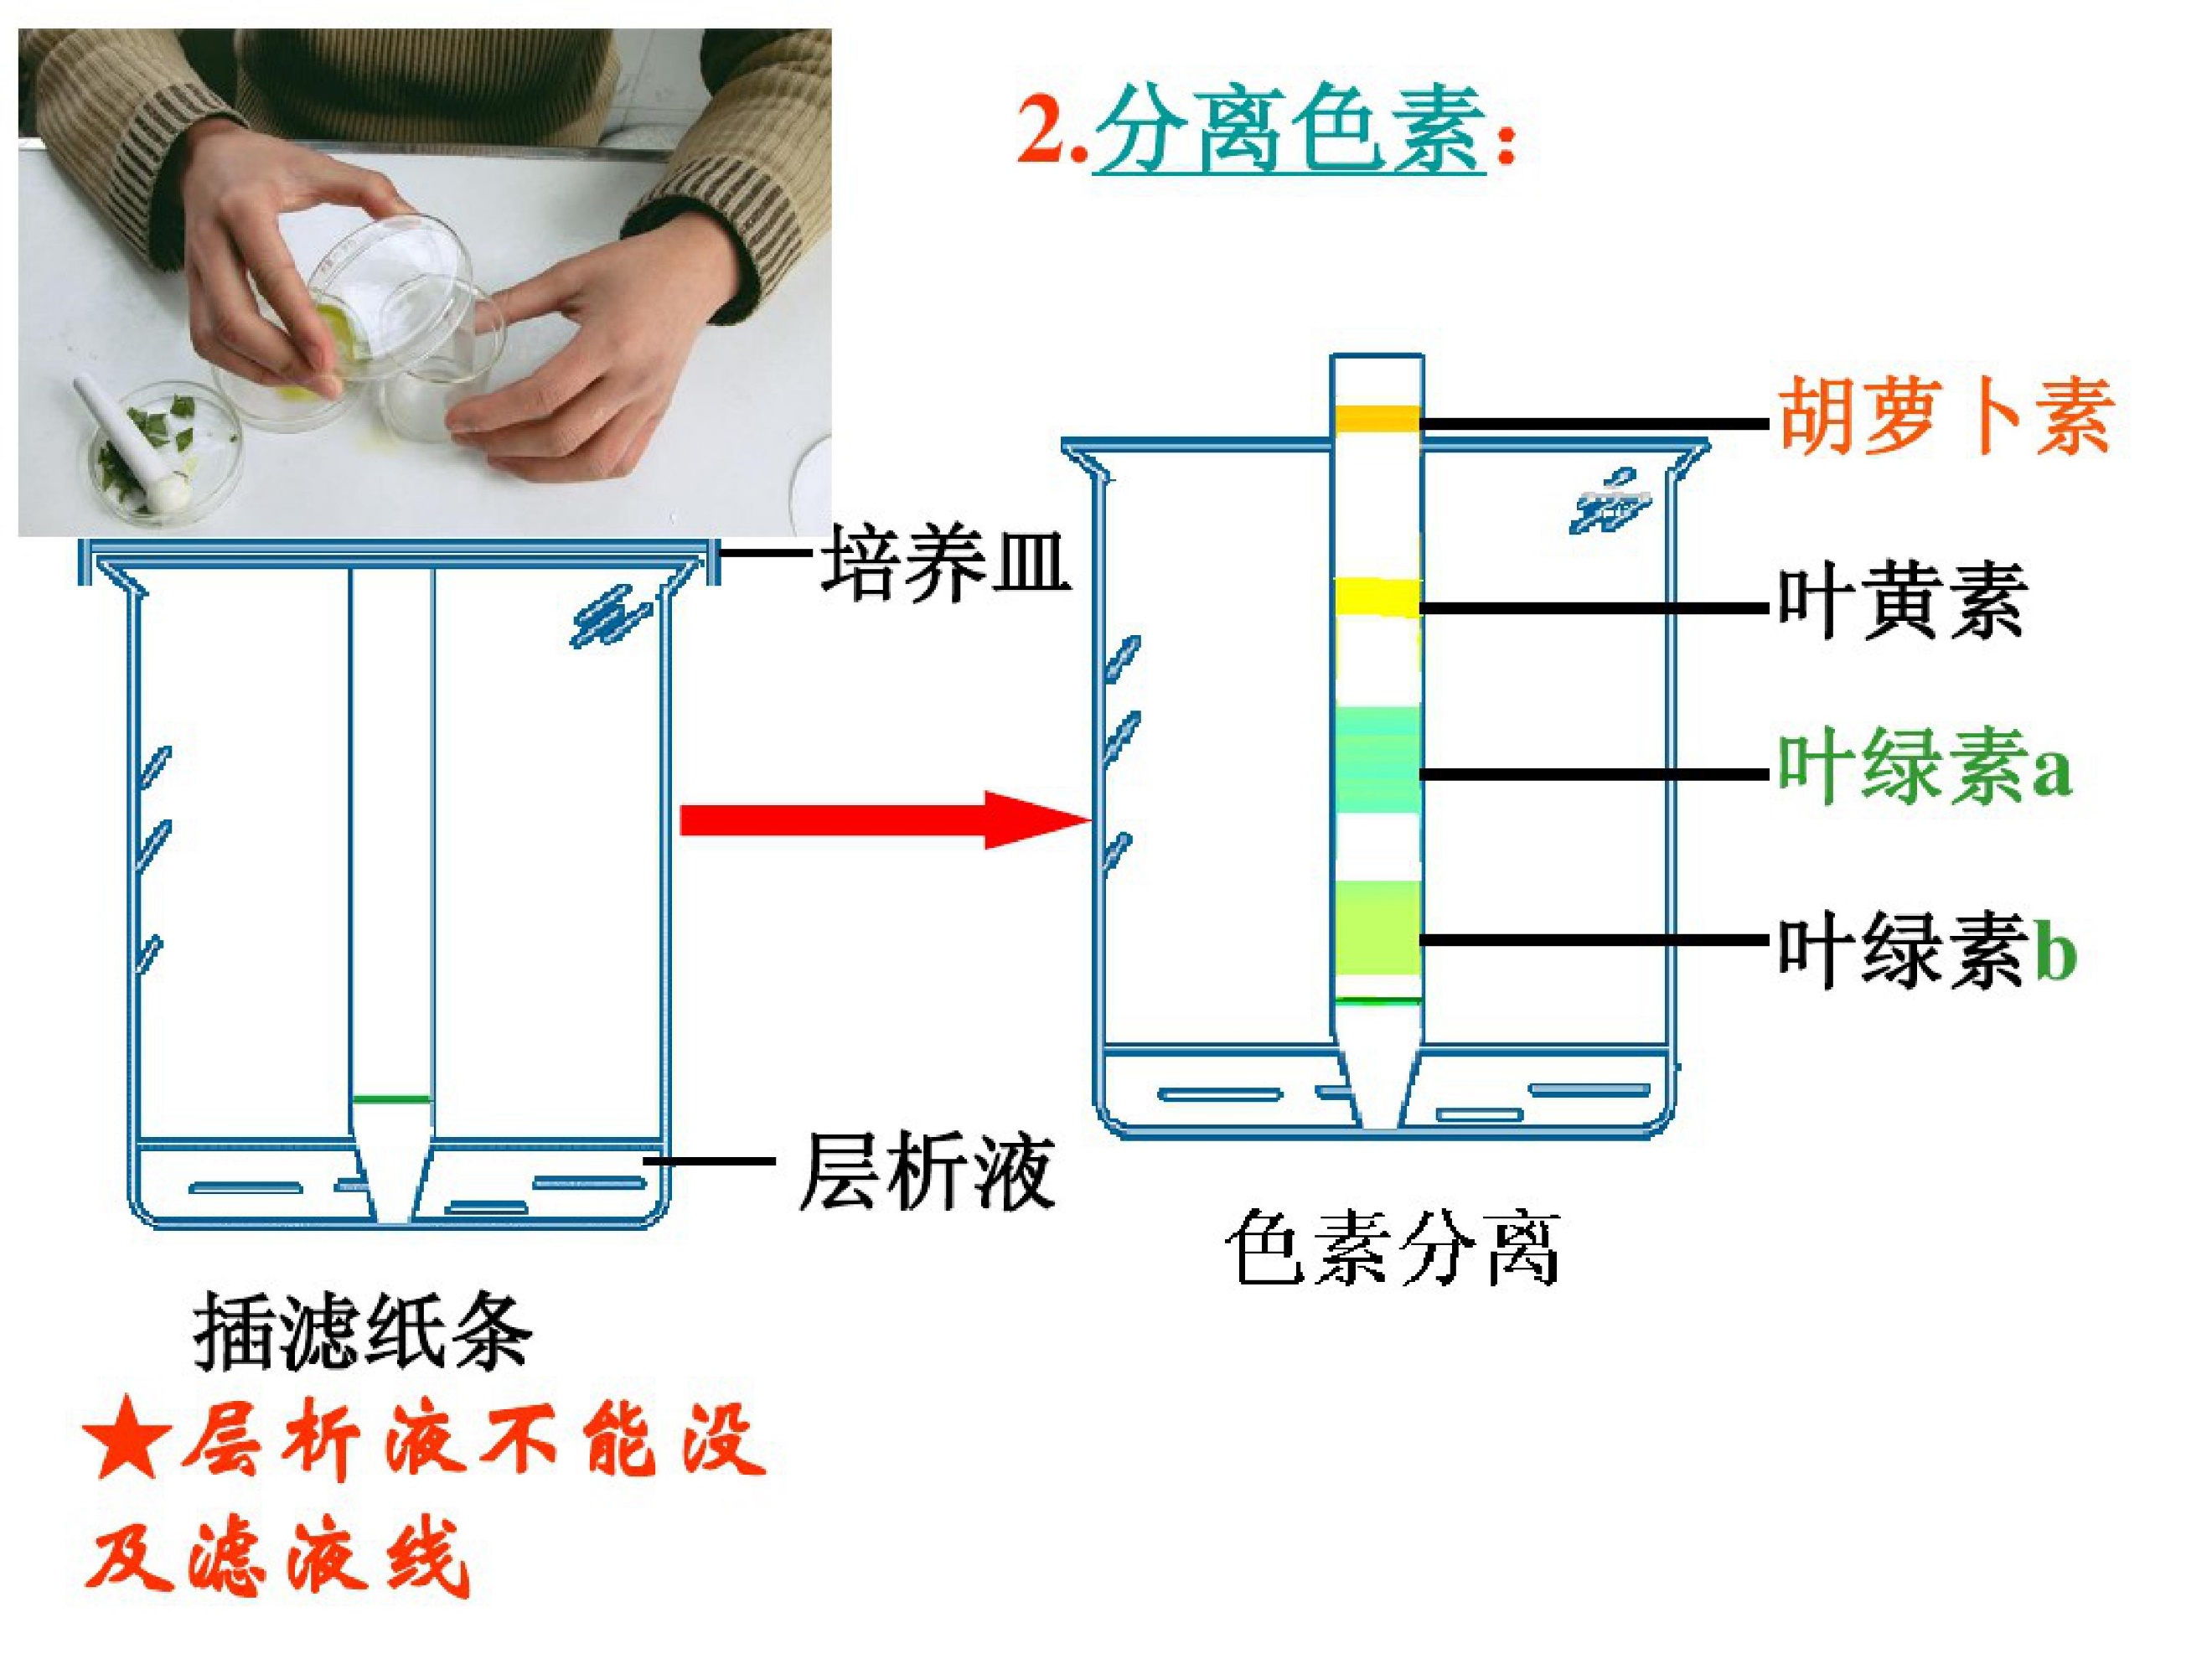 2.分离色素：
胡萝卜素
培养皿
叶黄素
叶绿素a
叶绿素b
层析液
色素分离
插滤纸条
★层析液不能没
及滤液线